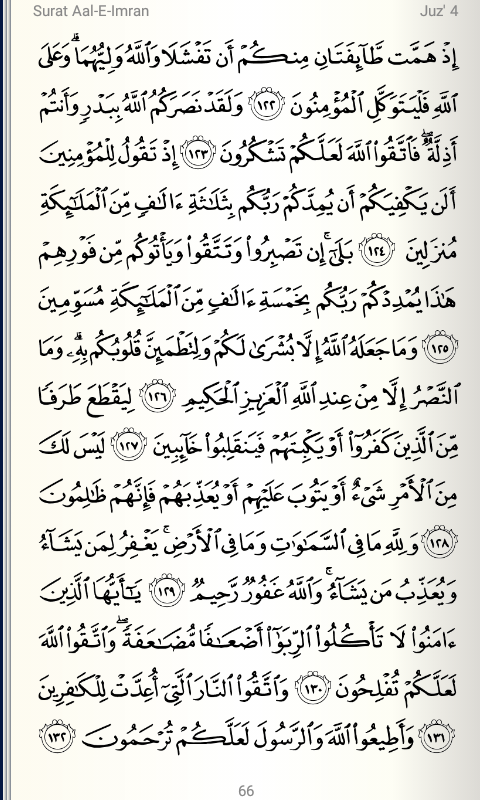 Surat Aal-E-Imran Juz' 4
إِذْ هَمَّت طَّآئِفَتَانِ مِنكُمْ أَن تَفْشَلَا وَٱللَّهُ وَلِيُّهُمَا ۗ وَعَلَى
ٱللَّهِ فَلْيَتَوَكَّلِ ٱلْمُؤْمِنُونَ ١٢٢ وَلَقَدْ نَصَرَكُمُ ٱللَّهُ بِبَدْرٍ وَأَنتُمْ
أَذِلَّةٌ ۖ فَٱتَّقُوا۟ ٱللَّهَ لَعَلَّكُمْ تَشْكُرُونَ ١٢٣ إِذْ تَقُولُ لِلْمُؤْمِنِينَ
أَلَن يَكْفِيَكُمْ أَن يُمِدَّكُمْ رَبُّكُم بِثَلَـٰثَةِ ءَالَـٰفٍ مِّنَ ٱلْمَلَـٰٓئِكَةِ
مُنزَلِينَ ١٢٤ بَلَىٰٓ ۚ إِن تَصْبِرُوا۟ وَتَتَّقُوا۟ وَيَأْتُوكُم مِّن فَوْرِهِمْ
هَـٰذَا يُمْدِدْكُمْ رَبُّكُم بِخَمْسَةِ ءَالَـٰفٍ مِّنَ ٱلْمَلَـٰٓئِكَةِ مُسَوِّمِينَ
١٢٥ وَمَا جَعَلَهُ ٱللَّهُ إِلَّا بُشْرَىٰ لَكُمْ وَلِتَطْمَئِنَّ قُلُوبُكُم بِهِۦ ۗ وَمَا
ٱلنَّصْرُ إِلَّا مِنْ عِندِ ٱللَّهِ ٱلْعَزِيزِ ٱلْحَكِيمِ ١٢٦ لِيَقْطَعَ طَرَفًا
مِّنَ ٱلَّذِينَ كَفَرُوٓا۟ أَوْ يَكْبِتَهُمْ فَيَنقَلِبُوا۟ خَآئِبِينَ ١٢٧ لَيْسَ لَكَ
مِنَ ٱلْأَمْرِ شَىْءٌ أَوْ يَتُوبَ عَلَيْهِمْ أَوْ يُعَذِّبَهُمْ فَإِنَّهُمْ ظَـٰلِمُونَ
١٢٨ وَلِلَّهِ مَا فِى ٱلسَّمَـٰوَٰتِ وَمَا فِى ٱلْأَرْضِ ۚ يَغْفِرُ لِمَن يَشَآءُ
وَيُعَذِّبُ مَن يَشَآءُ ۚ وَٱللَّهُ غَفُورٌ رَّحِيمٌ ١٢٩ يَـٰٓأَيُّهَا ٱلَّذِينَ
ءَامَنُوا۟ لَا تَأْكُلُوا۟ ٱلرِّبَوٰٓا۟ أَضْعَـٰفًا مُّضَـٰعَفَةً ۖ وَٱتَّقُوا۟ ٱللَّهَ
لَعَلَّكُمْ تُفْلِحُونَ ١٣٠ وَٱتَّقُوا۟ ٱلنَّارَ ٱلَّتِىٓ أُعِدَّتْ لِلْكَـٰفِرِينَ
١٣١ وَأَطِيعُوا۟ ٱللَّهَ وَٱلرَّسُولَ لَعَلَّكُمْ تُرْحَمُونَ ١٣٢
66